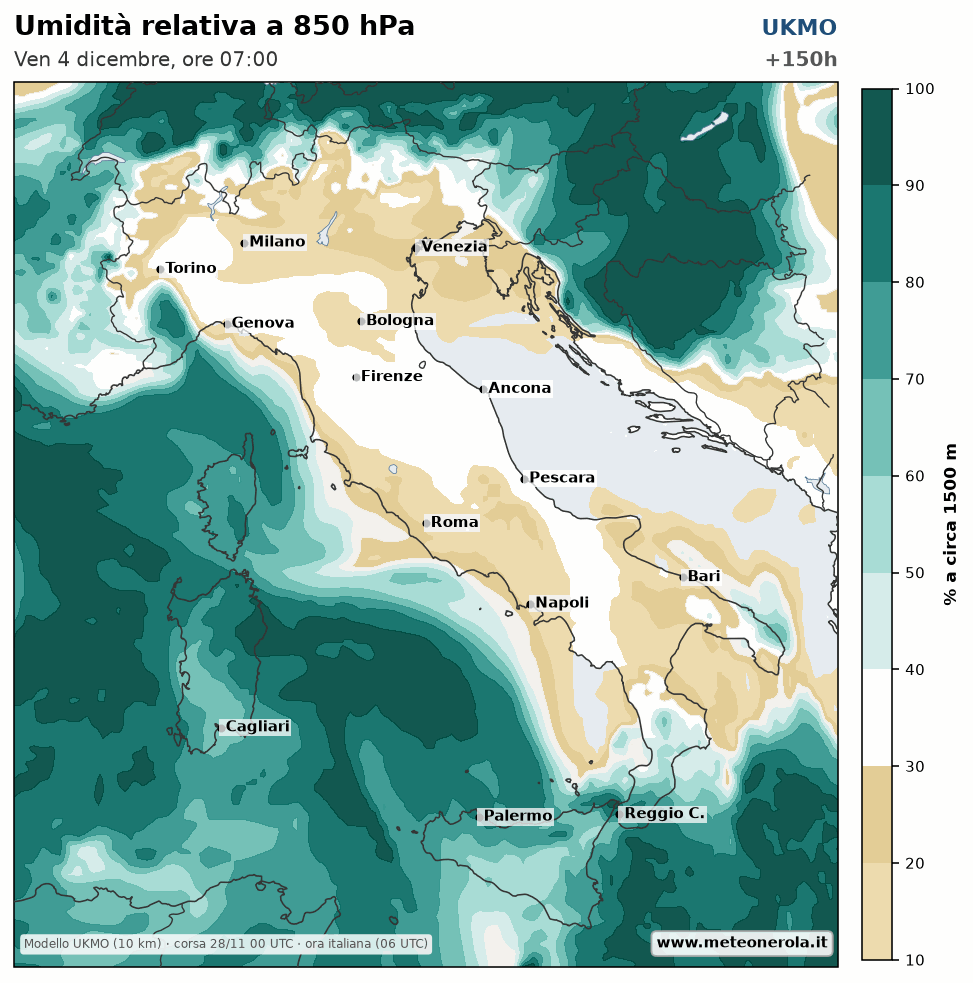 Umidità relativa a 850 hPa
UKMO
Ven 4 dicembre, ore 07:00
+150h
100
90
80
70
60
50
40
30
20
10
% a circa 1500 m
Milano
Venezia
Torino
Genova
Bologna
Firenze
Ancona
Pescara
Roma
Bari
Napoli
Cagliari
Palermo
Reggio C.
Modello UKMO (10 km) · corsa 28/11 00 UTC · ora italiana (06 UTC)
www.meteonerola.it